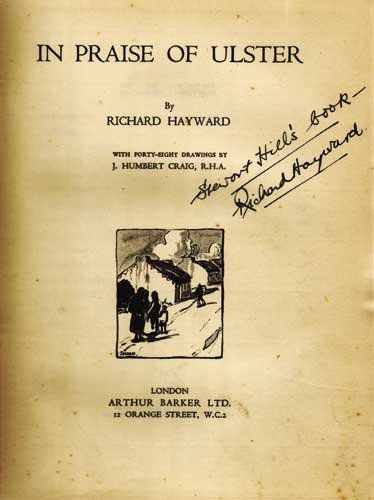 IN PRAISE OF ULSTER
By
RICHARD HAYWARD
WITH FORTY-EIGHT DRAWINGS BY
J. HUMBERT CRAIG, R.H.A.
Stewart Hill's book —
Richard Hayward.
LONDON
ARTHUR BARKER LTD.
12 ORANGE STREET, W.C.2